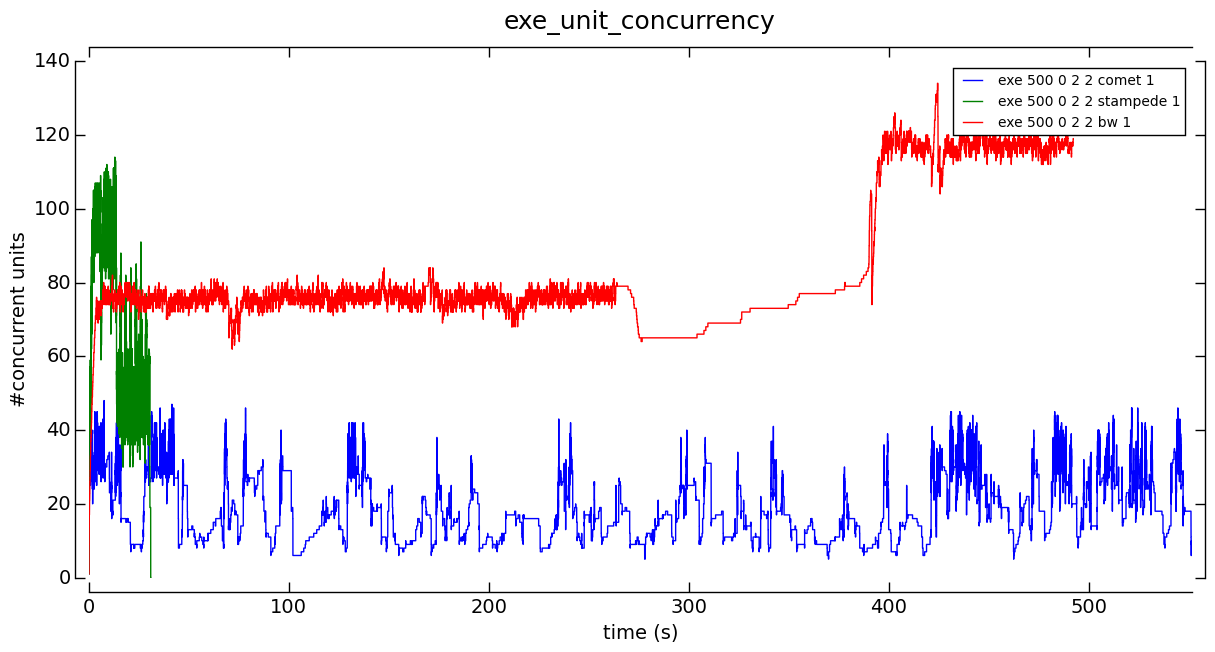 exe_unit_concurrency
140
120
100
80
60
40
20
0
#concurrent units
exe 500 0 2 2 comet 1
exe 500 0 2 2 stampede 1
exe 500 0 2 2 bw 1
0 100 200 300 400 500
time (s)